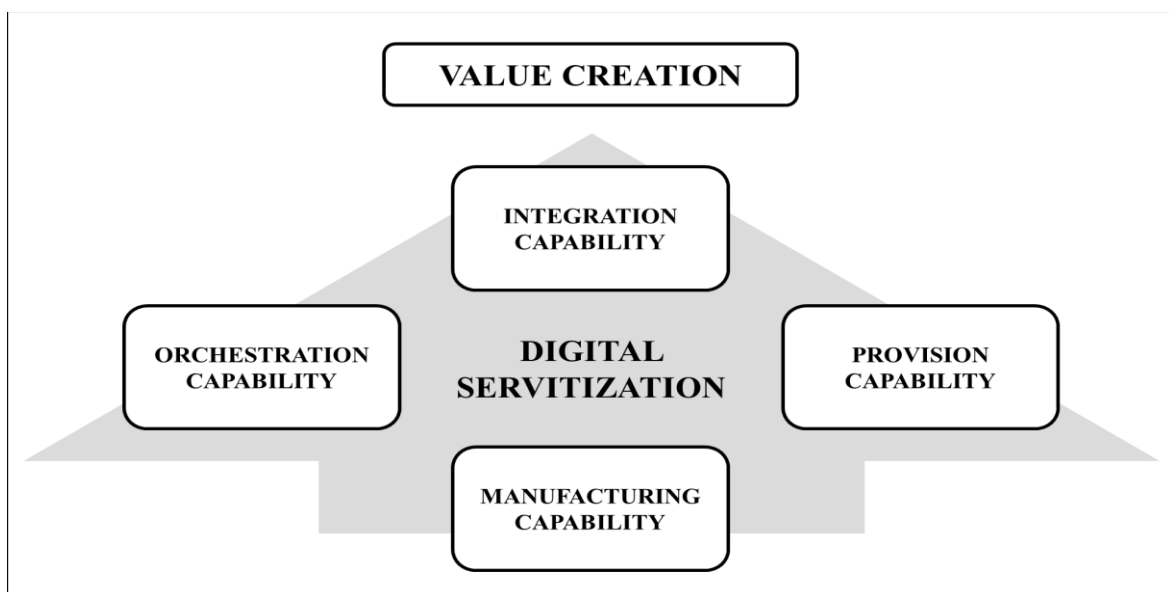 VALUE CREATION
INTEGRATION
CAPABILITY
ORCHESTRATION
CAPABILITY
DIGITAL
SERVITIZATION
PROVISION
CAPABILITY
MANUFACTURING
CAPABILITY